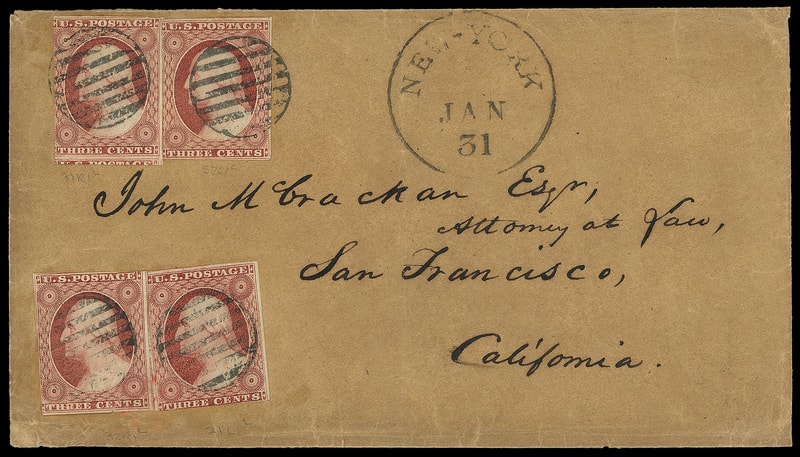 U.S. POSTAGE
U.S. POSTAGE
THREE CENTS
THREE CENTS
U.S. POSTAGE
NEW-YORK
JAN
31
John McCrackan Esqr,
Attorney at Law,
San Francisco,
California.
U.S. POSTAGE
U.S. POSTAGE
THREE CENTS
THREE CENTS